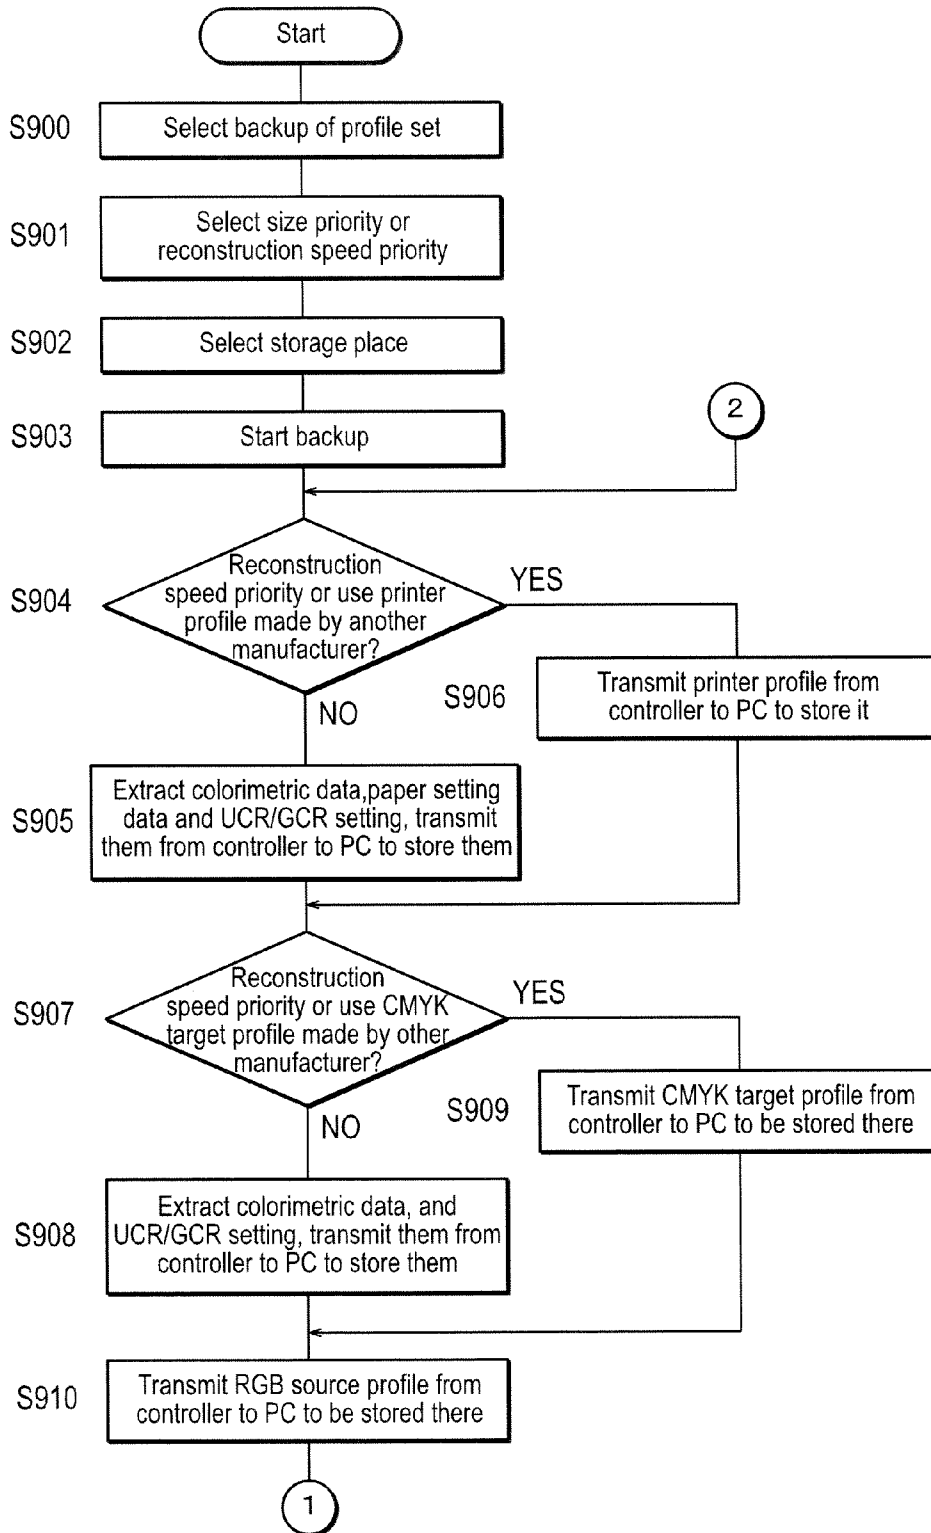 Start
S900
Select backup of profile set
S901
Select size priority or
reconstruction speed priority
S902
Select storage place
2
S903
Start backup
S904
Reconstruction
speed priority or use printer
profile made by another
manufacturer?
YES
S906
Transmit printer profile from
controller to PC to store it
NO
S905
Extract colorimetric data,paper setting
data and UCR/GCR setting, transmit
them from controller to PC to store them
S907
Reconstruction
speed priority or use CMYK
target profile made by other
manufacturer?
YES
S909
Transmit CMYK target profile from
controller to PC to be stored there
NO
S908
Extract colorimetric data, and
UCR/GCR setting, transmit them from
controller to PC to store them
S910
Transmit RGB source profile from
controller to PC to be stored there
1